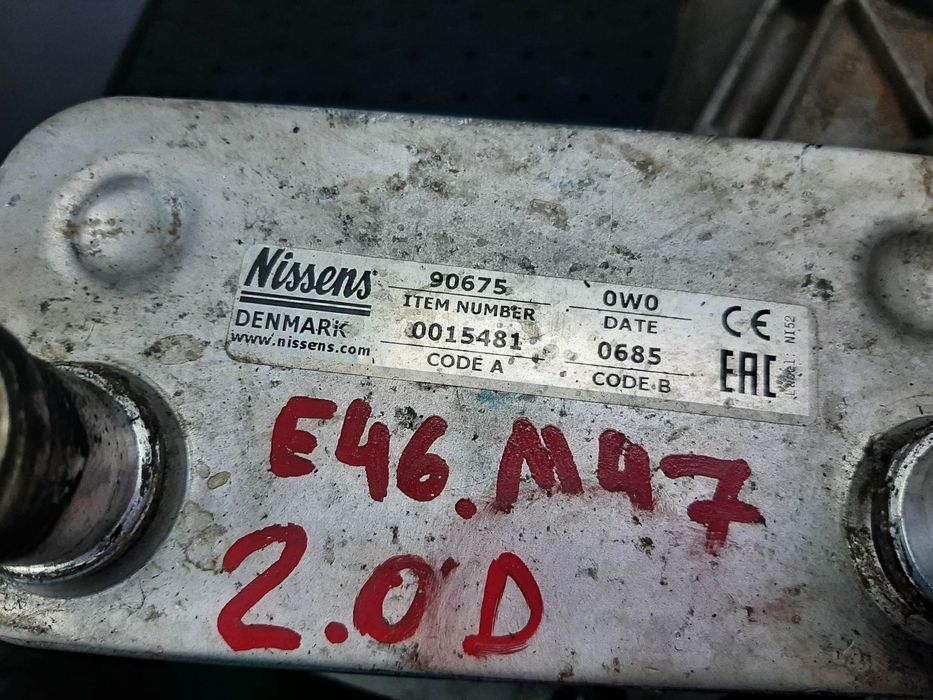 Nissens
DENMARK
www.nissens.com
90675
ITEM NUMBER
0015481
CODE A
0W0
DATE
0685
CODE B
CE
EAC
NI52
E46.M47
2.0D